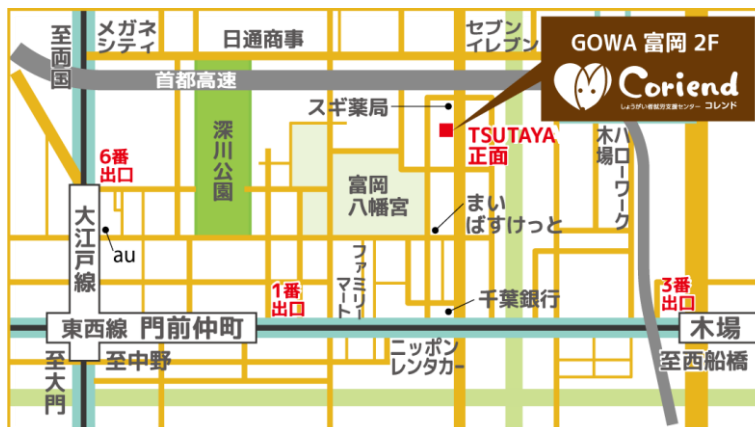 至両国
メガネ
シティ
日通商事
セブン
イレブン
GOWA 富岡 2F
Coriend
しょうがい者就労支援センター コレンド
首都高速
スギ薬局
TSUTAYA
正面
ハローワーク
木場
深川公園
6番
出口
富岡
八幡宮
まい
ばすけっと
大江戸線
au
ファミリー
マート
1番
出口
千葉銀行
3番
出口
東西線 門前仲町
木場
至大門
至中野
ニッポン
レンタカー
至西船橋